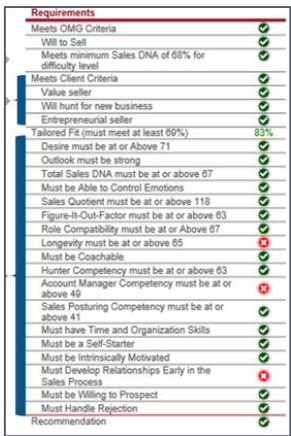 Requirements
Meets OMG Criteria
Will to Sell
Meets minimum Sales DNA of 68% for
difficulty level
Meets Client Criteria
Value seller
Will hunt for new business
Entrepreneurial seller
Tailored Fit (must meet at least 69%) 83%
Desire must be at or Above 71
Outlook must be strong
Total Sales DNA must be at or above 67
Must be Able to Control Emotions
Sales Quotient must be at or above 118
Figure-It-Out-Factor must be at or above 63
Role Compatibility must be at or Above 67
Longevity must be at or above 65
Must be Coachable
Hunter Competency must be at or above 63
Account Manager Competency must be at or
above 49
Sales Posturing Competency must be at or
above 41
Must have Time and Organization Skills
Must be a Self-Starter
Must be Intrinsically Motivated
Must Develop Relationships Early in the
Sales Process
Must be Willing to Prospect
Must Handle Rejection
Recommendation